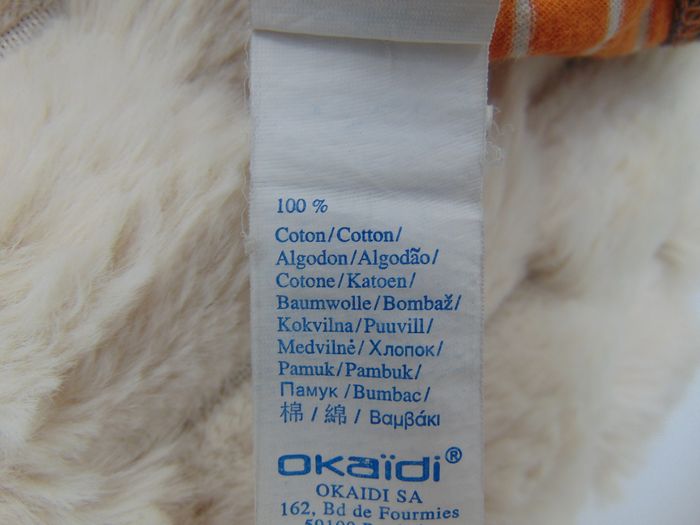 100 %
Coton/Cotton/
Algodon/Algodão/
Cotone/Katoen/
Baumwolle/Bombaž/
Kokvilna/Puuvill/
Medvilnė/Хлопок/
Pamuk/Pambuk/
Памук/Bumbac/
棉/綿/Βαμβάκι
OKAÏDI®
OKAIDI SA
162, Bd de Fourmies